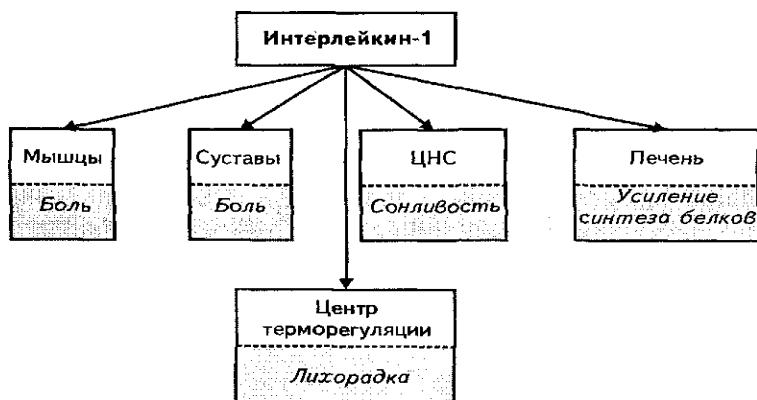 Интерлейкин-1
Мышцы
Боль
Суставы
Боль
ЦНС
Сонливость
Печень
Усиление
синтеза белков
Центр
терморегуляции
Лихорадка